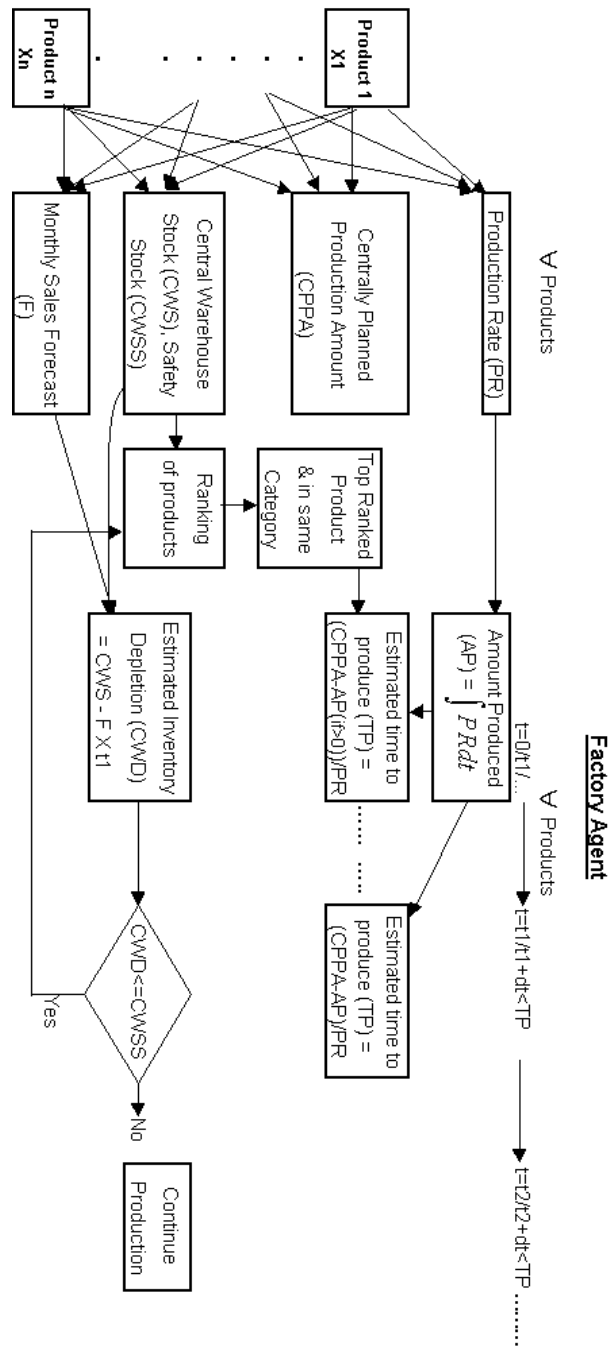 Factory Agent
∀ Products
∀ Products
t=0/t1/...
t=t1/t1+dt<TP
t=t2/t2+dt<TP
.........
Product 1
X1
. . . . . .
Product n
Xn
Production Rate (PR)
Centrally Planned
Production Amount
(CPPA)
Central Warehouse
Stock (CWS), Safety
Stock (CWSS)
Monthly Sales Forecast
(F)
Ranking
of products
Top Ranked
Product
& in same
Category
Amount Produced
(AP) = ∫ PRdt
Estimated time to
produce (TP) =
(CPPA-AP(if>0))/PR
...... ......
Estimated time to
produce (TP) =
(CPPA-AP)/PR
Estimated Inventory
Depletion (CWD)
= CWS - F X t1
CWD<=CWSS
Yes
No
Continue
Production